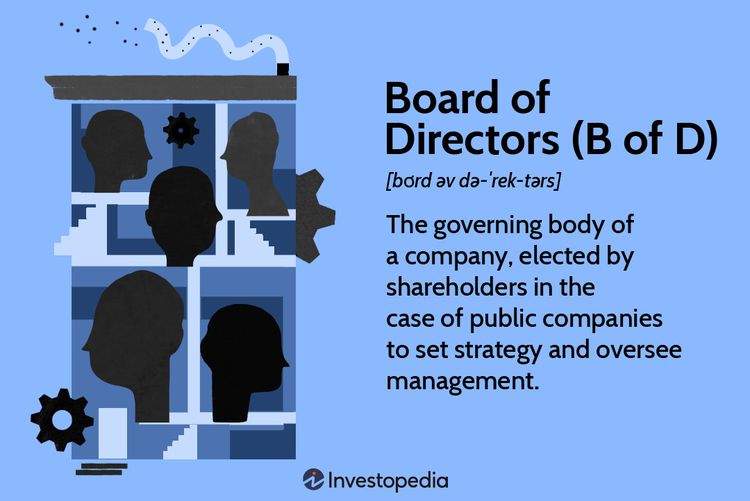 Board of
Directors (B of D)
[bʊrd əv də-ˈrek-tərs]
The governing body of
a company, elected by
shareholders in the
case of public companies
to set strategy and oversee
management.
Investopedia